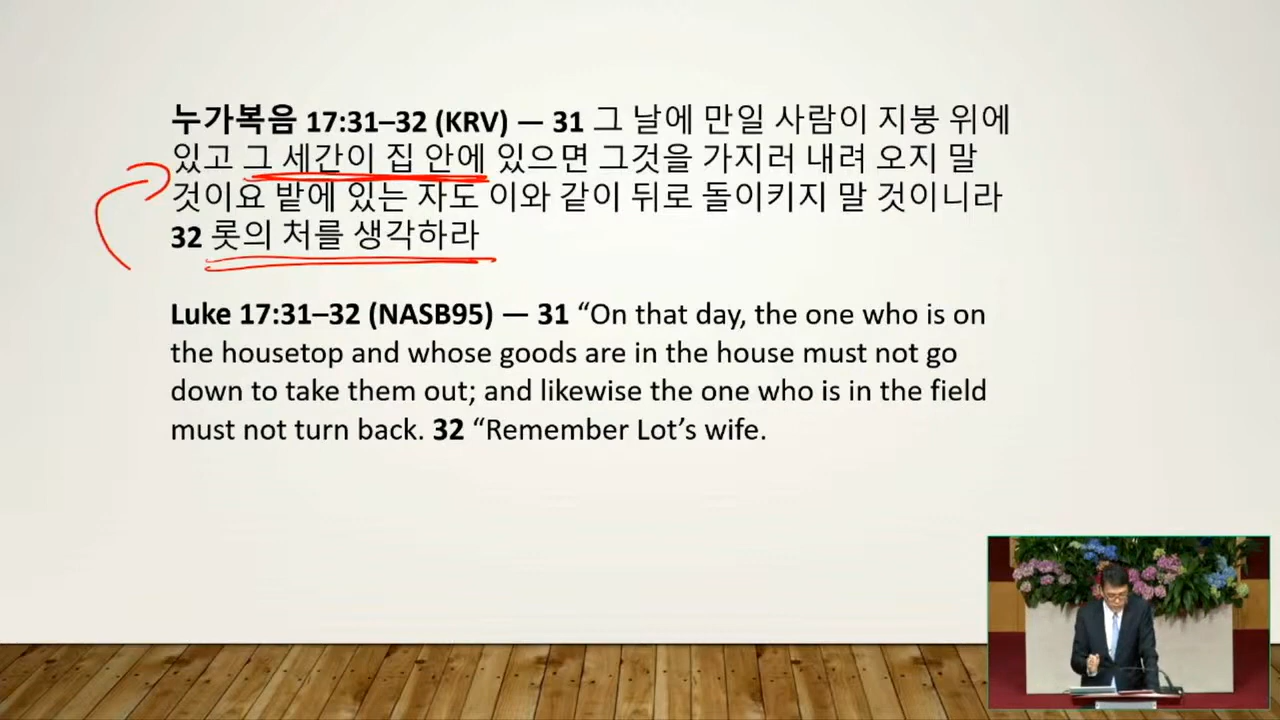 누가복음 17:31–32 (KRV) — 31 그 날에 만일 사람이 지붕 위에
있고 그 세간이 집 안에 있으면 그것을 가지러 내려 오지 말
것이요 밭에 있는 자도 이와 같이 뒤로 돌이키지 말 것이니라
32 롯의 처를 생각하라
Luke 17:31–32 (NASB95) — 31 “On that day, the one who is on
the housetop and whose goods are in the house must not go
down to take them out; and likewise the one who is in the field
must not turn back. 32 “Remember Lot’s wife.